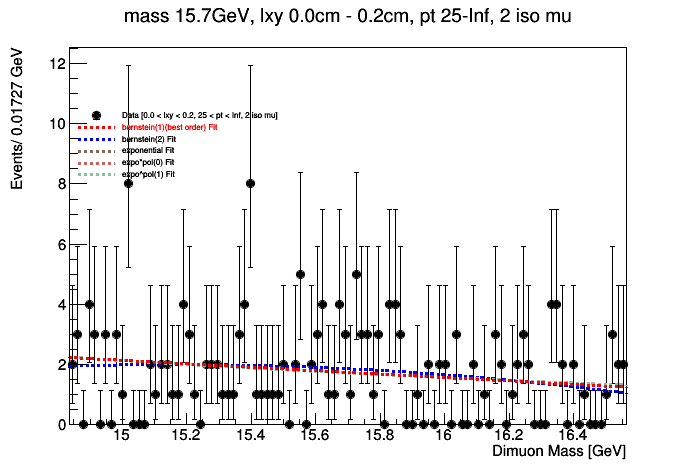 mass 15.7GeV, lxy 0.0cm - 0.2cm, pt 25-Inf, 2 iso mu
Events/ 0.01727 GeV
12
10
8
6
4
2
0
Data [0.0 < lxy < 0.2, 25 < pt < Inf, 2 iso mu]
bernstein(1)(best order) Fit
bernstein(2) Fit
exponential Fit
expo*pol(0) Fit
expo*pol(1) Fit
15 15.2 15.4 15.6 15.8 16 16.2 16.4
Dimuon Mass [GeV]